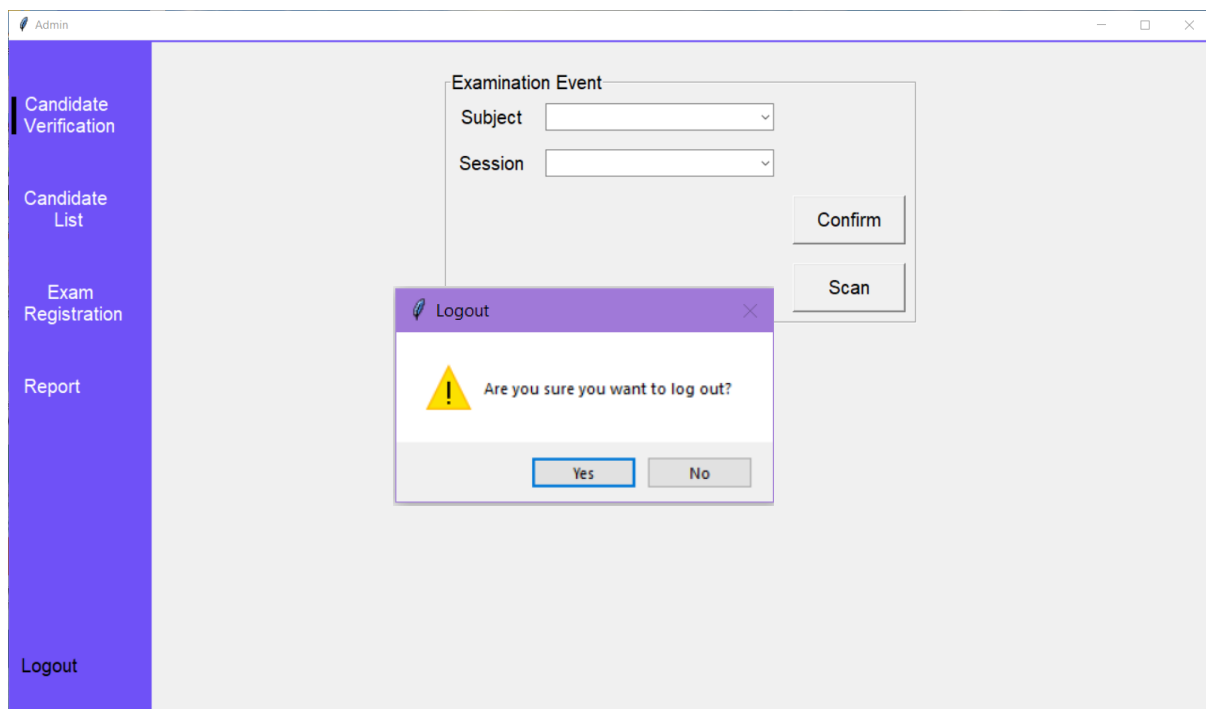 Admin
Candidate
Verification
Candidate
List
Exam
Registration
Report
Logout
Examination Event
Subject
Session
Confirm
Scan
Logout
Are you sure you want to log out?
Yes No